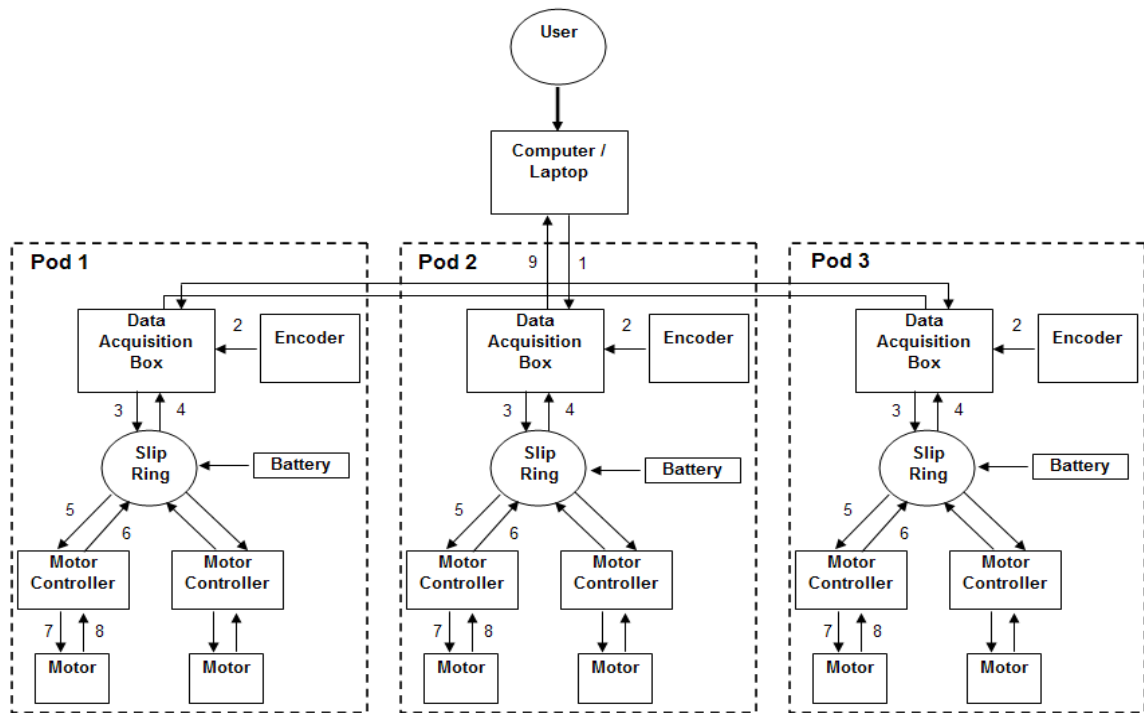 User
Computer /
Laptop
Pod 1
Pod 2
9
1
Pod 3
Data
Acquisition
Box
2
Encoder
Data
Acquisition
Box
2
Encoder
Data
Acquisition
Box
2
Encoder
3
4
3
4
3
4
Slip
Ring
Battery
Slip
Ring
Battery
Slip
Ring
Battery
5
6
5
6
5
6
Motor
Controller
Motor
Controller
Motor
Controller
Motor
Controller
Motor
Controller
Motor
Controller
7
8
7
8
7
8
Motor
Motor
Motor
Motor
Motor
Motor